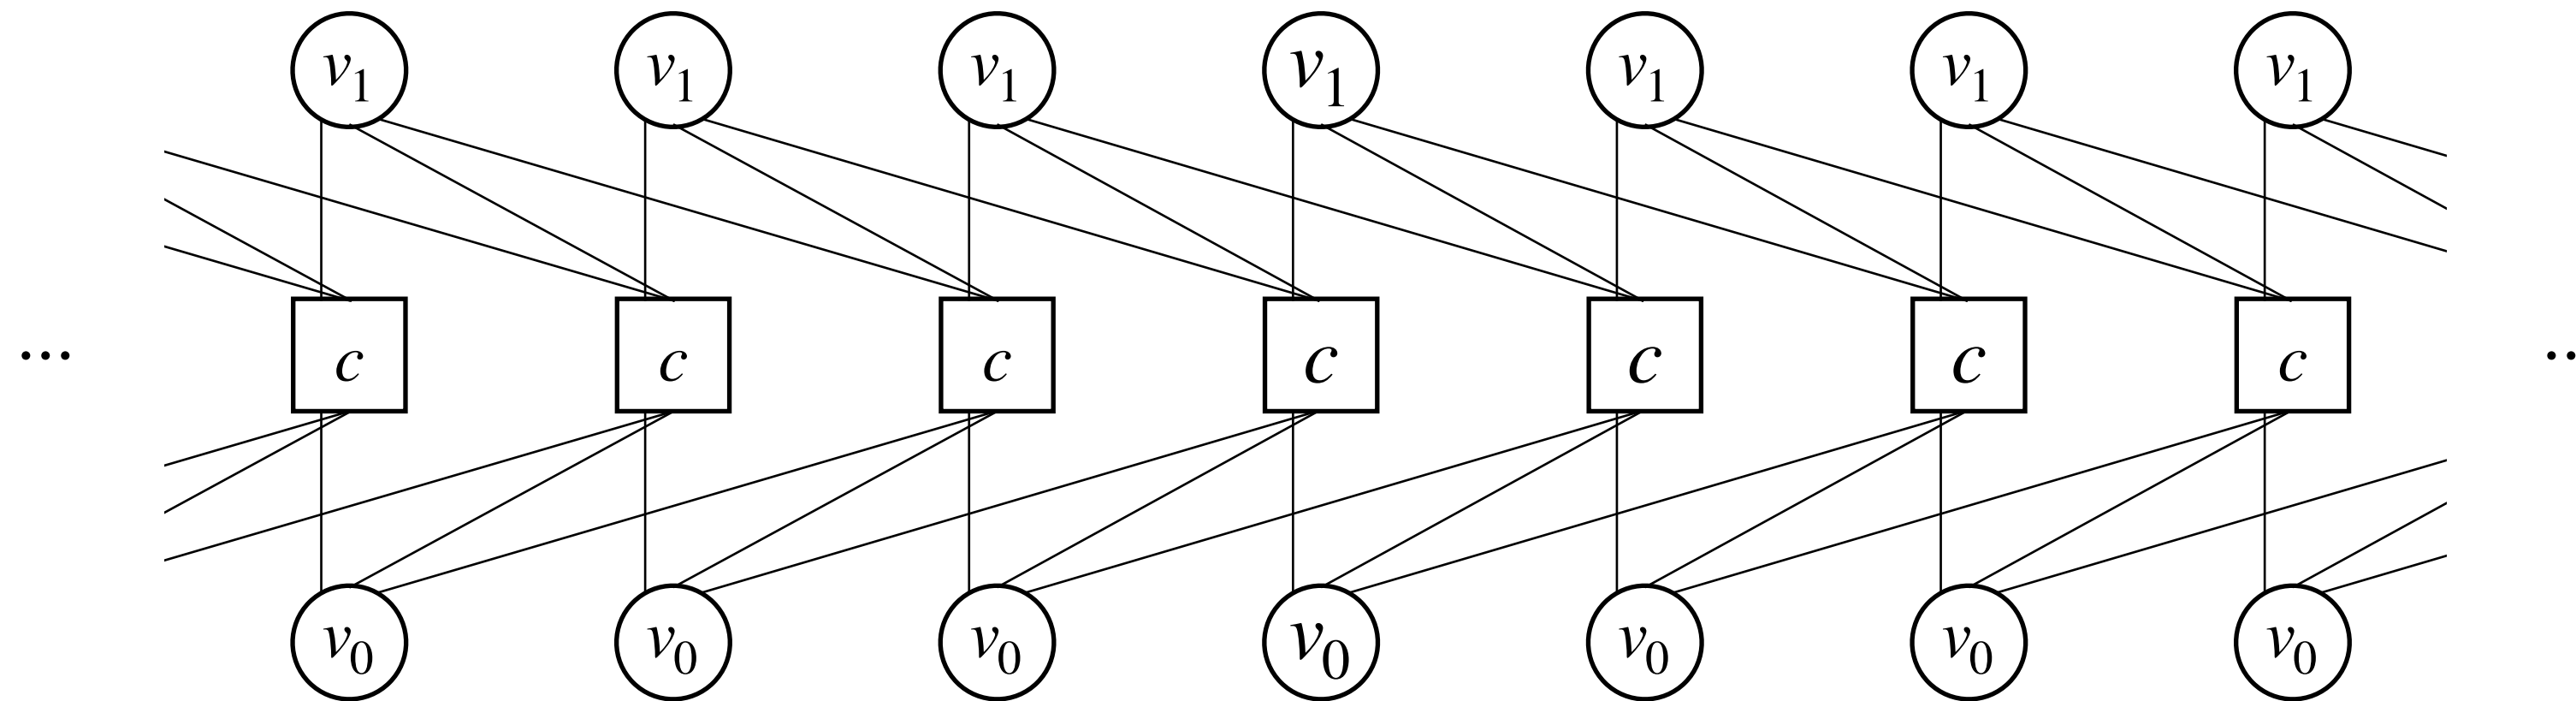 v₁ v₁ v₁ v₁ v₁ v₁ v₁
... c c c c c c c ..
v₀ v₀ v₀ v₀ v₀ v₀ v₀